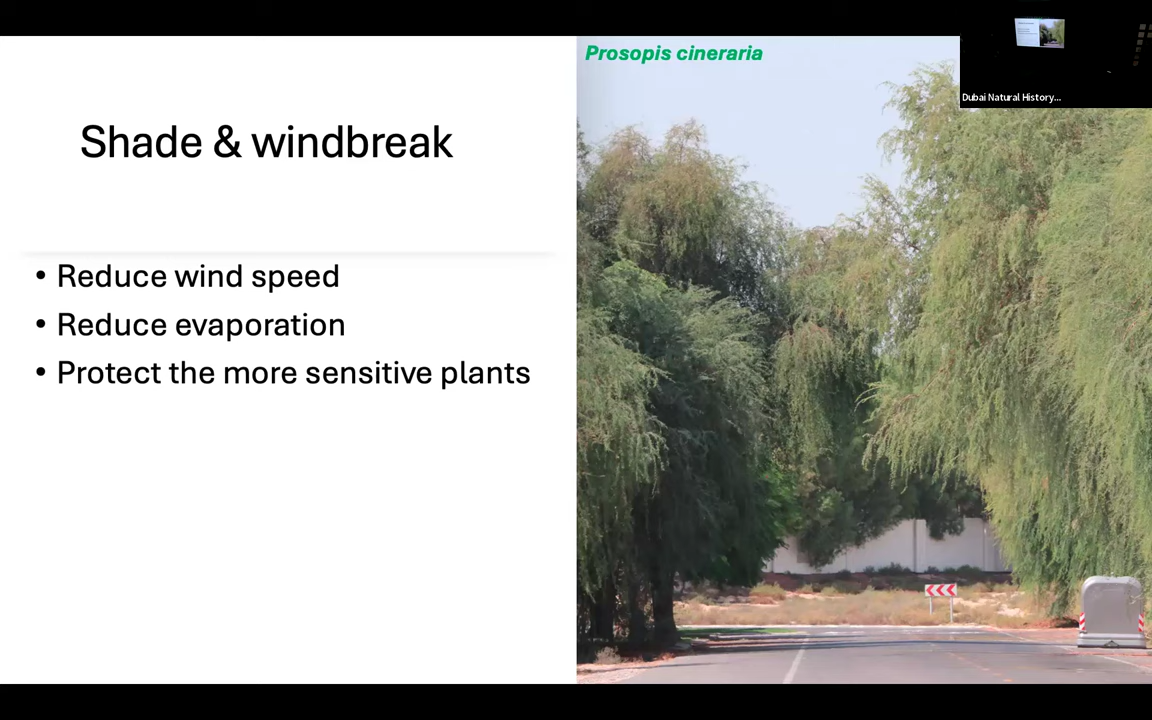 Prosopis cineraria
Dubai Natural History...
Shade & windbreak
• Reduce wind speed
• Reduce evaporation
• Protect the more sensitive plants